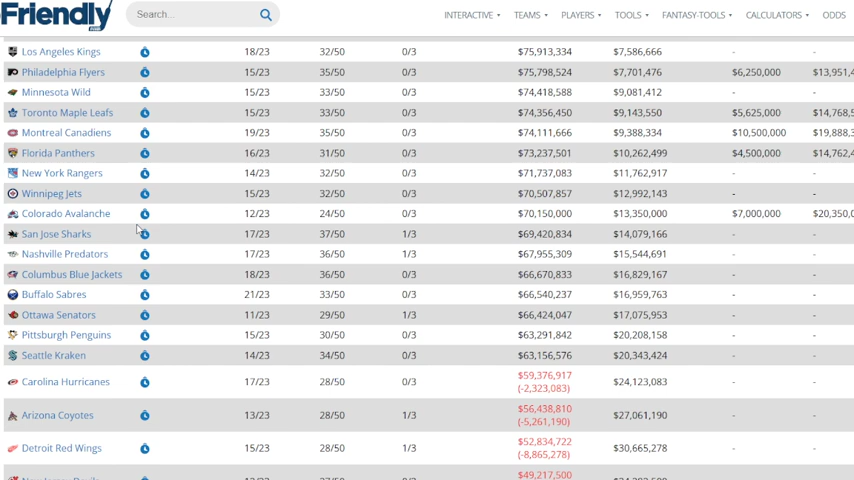 Friendly
Search...
INTERACTIVE TEAMS PLAYERS TOOLS FANTASY-TOOLS CALCULATORS ODDS
Los Angeles Kings 18/23 32/50 0/3 $75,913,334 $7,586,666 - -
Philadelphia Flyers 15/23 35/50 0/3 $75,798,524 $7,701,476 $6,250,000 $13,951,4
Minnesota Wild 15/23 33/50 0/3 $74,418,588 $9,081,412 - -
Toronto Maple Leafs 15/23 33/50 0/3 $74,356,450 $9,143,550 $5,625,000 $14,768,5
Montreal Canadiens 19/23 35/50 0/3 $74,111,666 $9,388,334 $10,500,000 $19,888,3
Florida Panthers 16/23 31/50 0/3 $73,237,501 $10,262,499 $4,500,000 $14,762,4
New York Rangers 14/23 32/50 0/3 $71,737,083 $11,762,917 - -
Winnipeg Jets 15/23 32/50 0/3 $70,507,857 $12,992,143 - -
Colorado Avalanche 12/23 24/50 0/3 $70,150,000 $13,350,000 $7,000,000 $20,350,0
San Jose Sharks 17/23 37/50 1/3 $69,420,834 $14,079,166 - -
Nashville Predators 17/23 36/50 1/3 $67,955,309 $15,544,691 - -
Columbus Blue Jackets 18/23 36/50 0/3 $66,670,833 $16,829,167 - -
Buffalo Sabres 21/23 33/50 0/3 $66,540,237 $16,959,763 - -
Ottawa Senators 11/23 29/50 1/3 $66,424,047 $17,075,953 - -
Pittsburgh Penguins 15/23 30/50 0/3 $63,291,842 $20,208,158 - -
Seattle Kraken 14/23 34/50 0/3 $63,156,576 $20,343,424 - -
Carolina Hurricanes 17/23 28/50 0/3 $59,376,917 (-2,323,083) $24,123,083 - -
Arizona Coyotes 13/23 28/50 1/3 $56,438,810 (-5,261,190) $27,061,190 - -
Detroit Red Wings 15/23 28/50 1/3 $52,834,722 (-8,865,278) $30,665,278 - -
$49,217,500